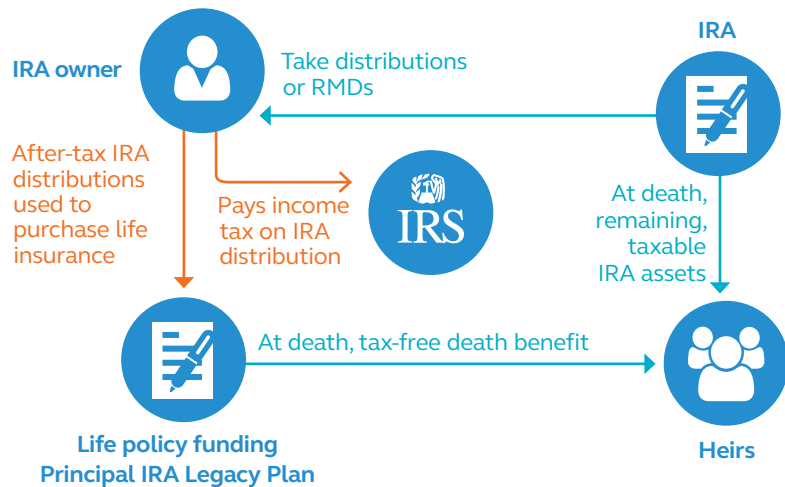 IRA owner
Take distributions
or RMDs
IRA
After-tax IRA
distributions
used to
purchase life
insurance
Pays income
tax on IRA
distribution
IRS
At death,
remaining,
taxable
IRA assets
At death, tax-free death benefit
Life policy funding
Principal IRA Legacy Plan
Heirs